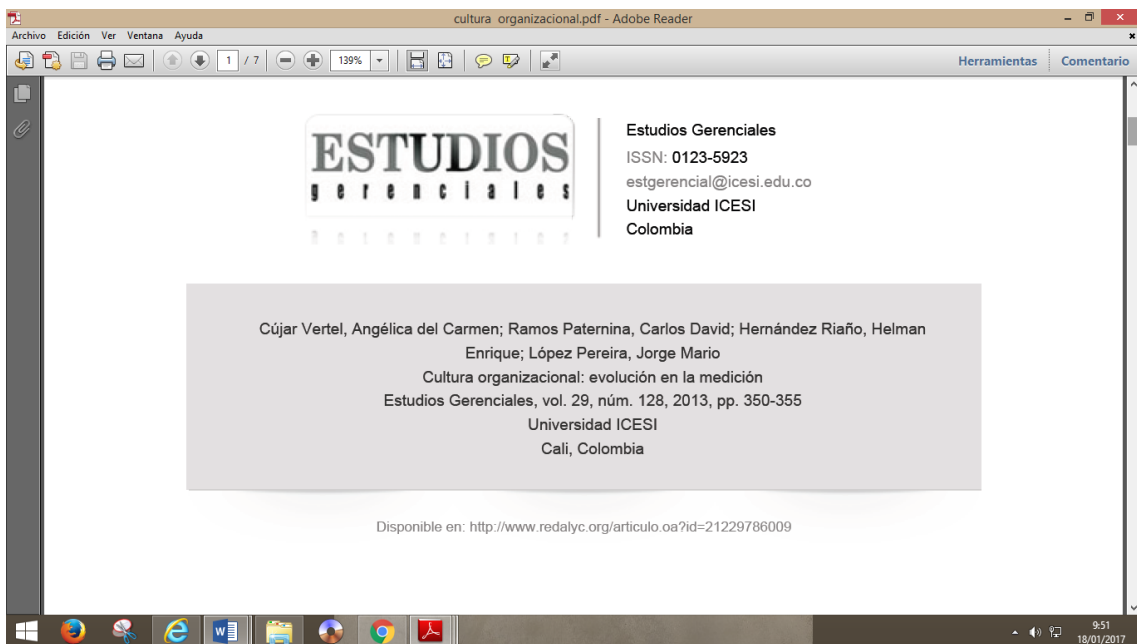 cultura organizacional.pdf - Adobe Reader
Archivo Edición Ver Ventana Ayuda
1 / 7 139% Herramientas Comentario
ESTUDIOS
gerenciales
Estudios Gerenciales
ISSN: 0123-5923
estgerencial@icesi.edu.co
Universidad ICESI
Colombia
Cújar Vertel, Angélica del Carmen; Ramos Paternina, Carlos David; Hernández Riaño, Helman
Enrique; López Pereira, Jorge Mario
Cultura organizacional: evolución en la medición
Estudios Gerenciales, vol. 29, núm. 128, 2013, pp. 350-355
Universidad ICESI
Cali, Colombia
Disponible en: http://www.redalyc.org/articulo.oa?id=21229786009
9:51
18/01/2017